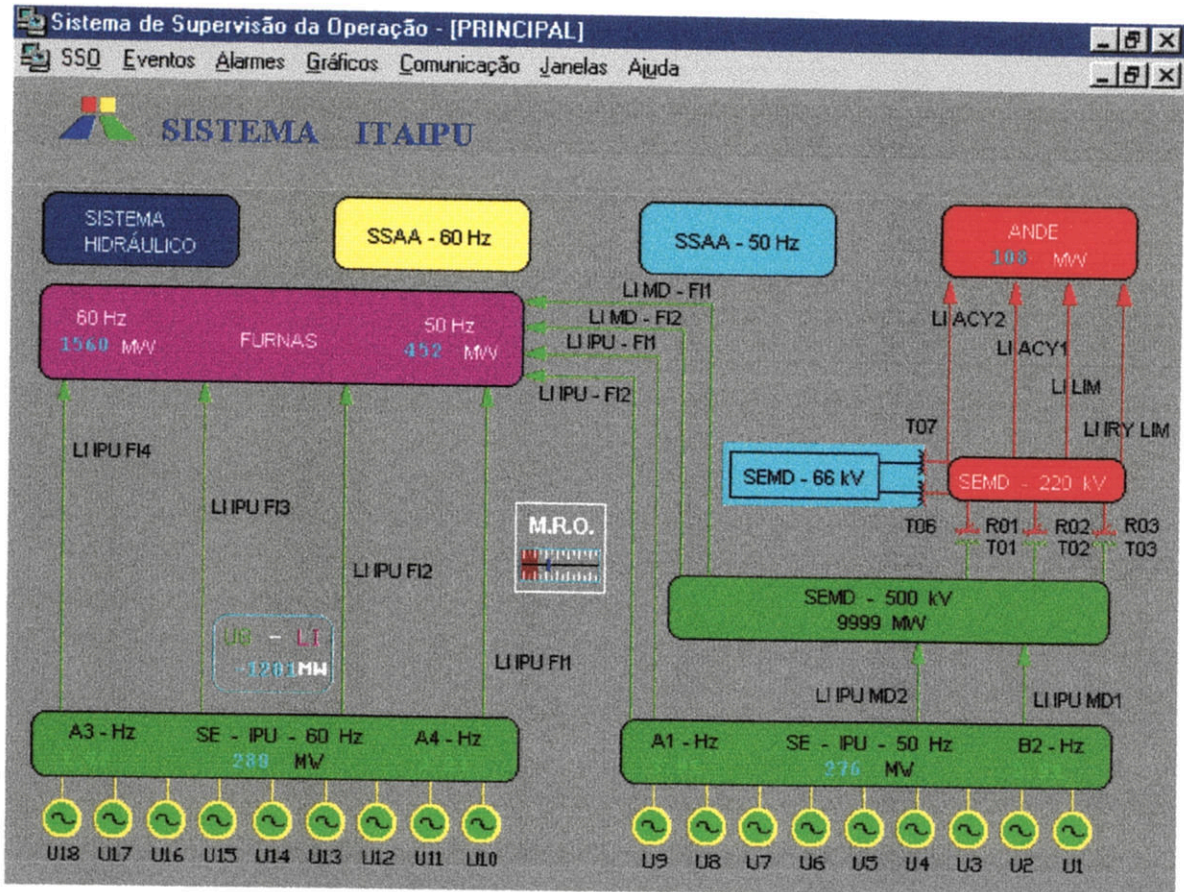 Sistema de Supervisão da Operação - [PRINCIPAL]
SSO Eventos Alarmes Gráficos Comunicação Janelas Ajuda
SISTEMA ITAIPU
SISTEMA
HIDRÁULICO
SSAA - 60 Hz
SSAA - 50 Hz
ANDE
108 MW
60 Hz
1560 MW
FURNAS
50 Hz
452 MW
LI MD - FI1
LI MD - FI2
LI IPU - FI1
LI IPU - FI2
LI ACY2
LI ACY1
LI LIM
LI IRY LIM
LI IPU FI4
LI IPU FI3
LI IPU FI2
LI IPU FI1
M.R.O.
T07
SEMD - 66 kV
T06
SEMD - 220 kV
R01 R02 R03
T01 T02 T03
SEMD - 500 kV
9999 MW
- LI
-1281MW
LI IPU MD2
LI IPU MD1
A3 - Hz SE - IPU - 60 Hz A4 - Hz
280 MW
A1 - Hz SE - IPU - 50 Hz B2 - Hz
276 MW
U18 U17 U16 U15 U14 U13 U12 U11 U10
U9 U8 U7 U6 U5 U4 U3 U2 U1